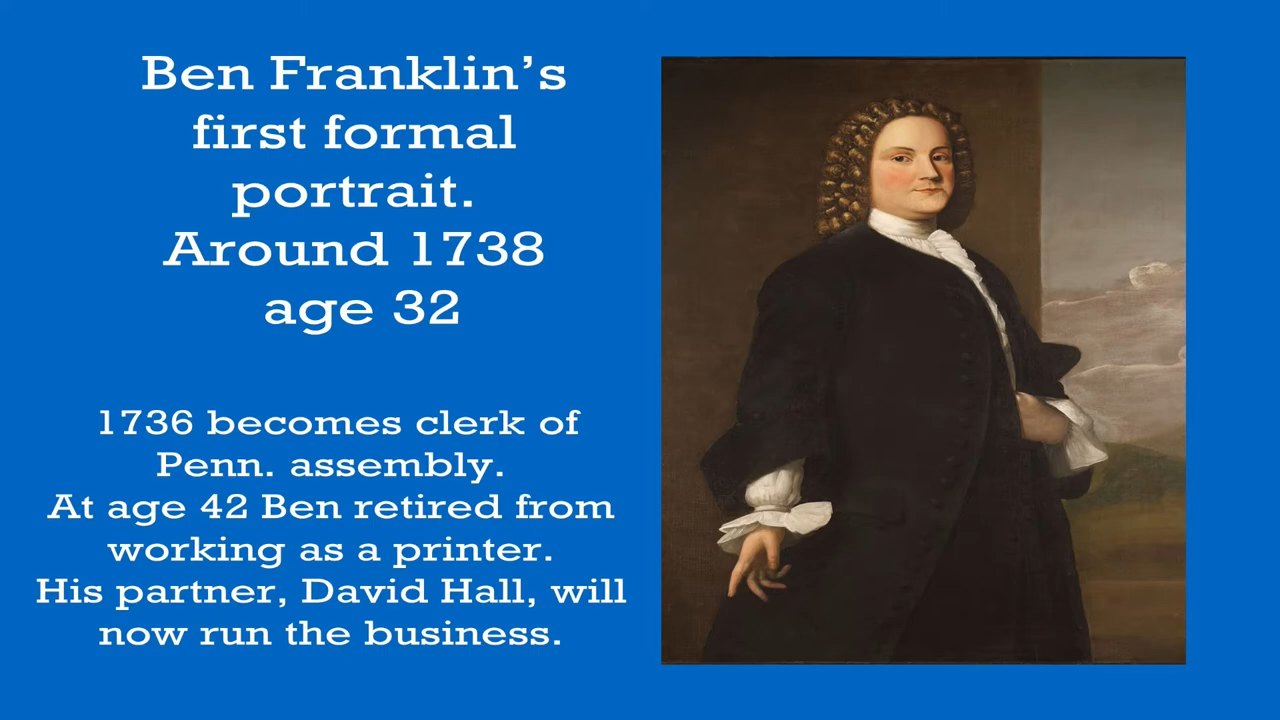 Ben Franklin’s
first formal
portrait.
Around 1738
age 32
1736 becomes clerk of
Penn. assembly.
At age 42 Ben retired from
working as a printer.
His partner, David Hall, will
now run the business.